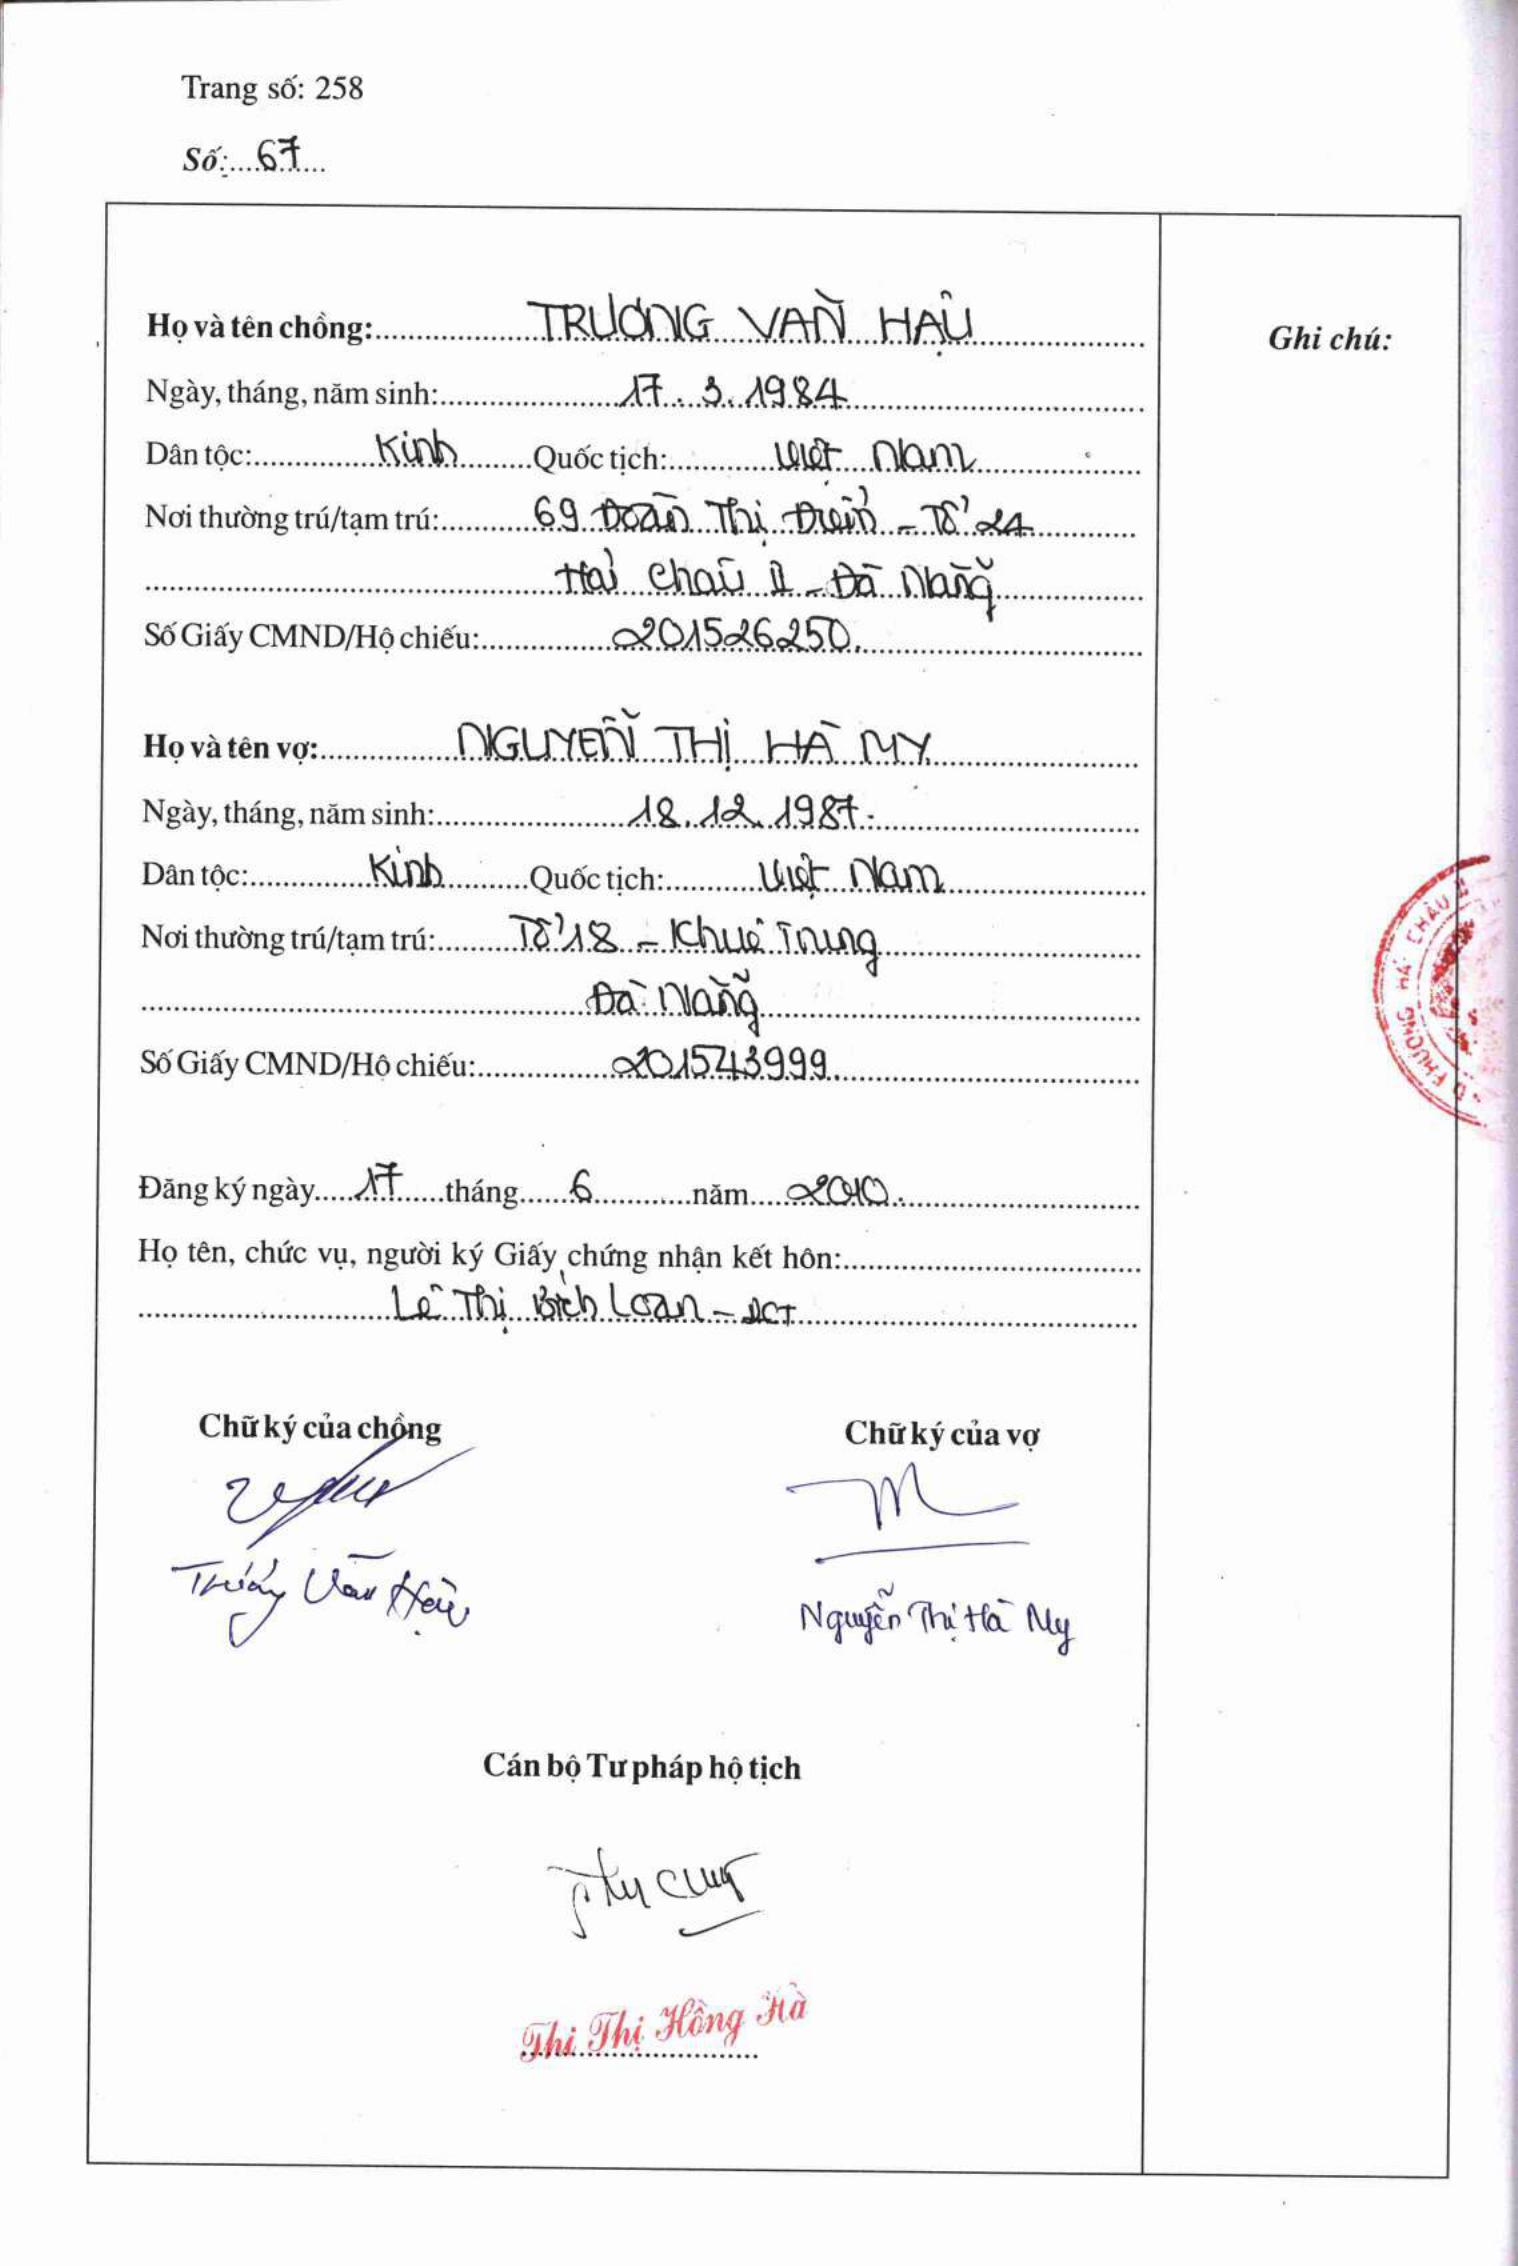 Trang số: 258
Số: 67
Họ và tên chồng: TRƯƠNG VĂN HẬU
Ghi chú:
Ngày, tháng, năm sinh: 17.3.1984
Dân tộc: Kinh Quốc tịch: Việt Nam
Nơi thường trú/tạm trú: 69 Đoàn Thị Điểm - Tổ 24
Hải Châu II - Đà Nẵng
Số Giấy CMND/Hộ chiếu: 201526250.
Họ và tên vợ: NGUYỄN THỊ HÀ MY
Ngày, tháng, năm sinh: 18.12.1987.
Dân tộc: Kinh Quốc tịch: Việt Nam
Nơi thường trú/tạm trú: Tổ 18 - Khuê Trung
Đà Nẵng
Số Giấy CMND/Hộ chiếu: 201543999
Đăng ký ngày 17 tháng 6 năm 2010.
Họ tên, chức vụ, người ký Giấy chứng nhận kết hôn:
Lê Thị Bích Loan - PCT
Chữ ký của chồng
Chữ ký của vợ
Trương Văn Hậu
Nguyễn Thị Hà My
Cán bộ Tư pháp hộ tịch
Thi Thị Hồng Hà
PHƯỜNG HẢI CHÂU II